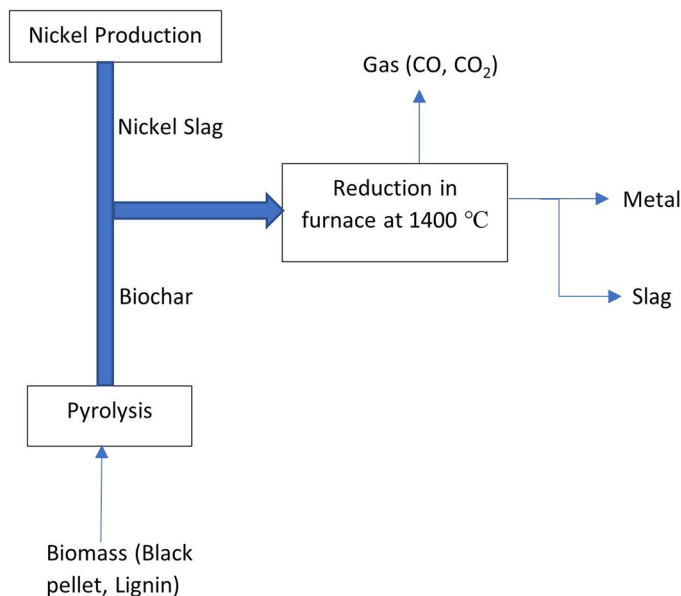 Nickel Production
Gas (CO, CO₂)
Nickel Slag
Reduction in
furnace at 1400 ℃
Metal
Biochar
Slag
Pyrolysis
Biomass (Black
pellet, Lignin)